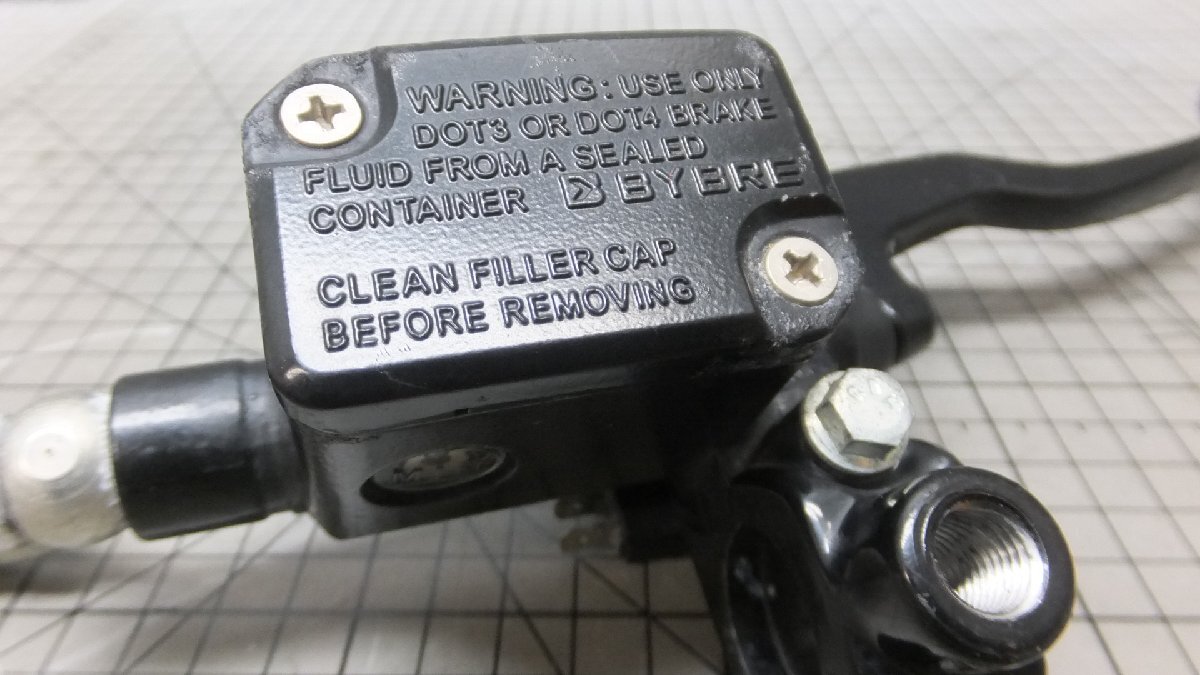 WARNING: USE ONLY
DOT3 OR DOT4 BRAKE
FLUID FROM A SEALED
CONTAINER BYBRE
CLEAN FILLER CAP
BEFORE REMOVING